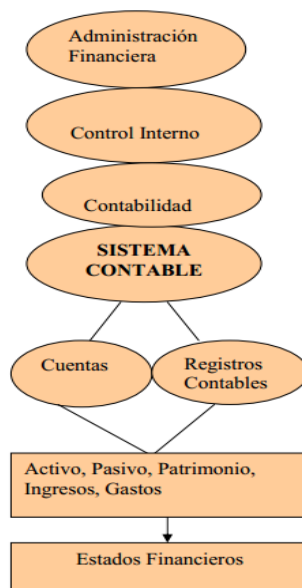 Administración
Financiera
Control Interno
Contabilidad
SISTEMA
CONTABLE
Cuentas
Registros
Contables
Activo, Pasivo, Patrimonio,
Ingresos, Gastos
Estados Financieros